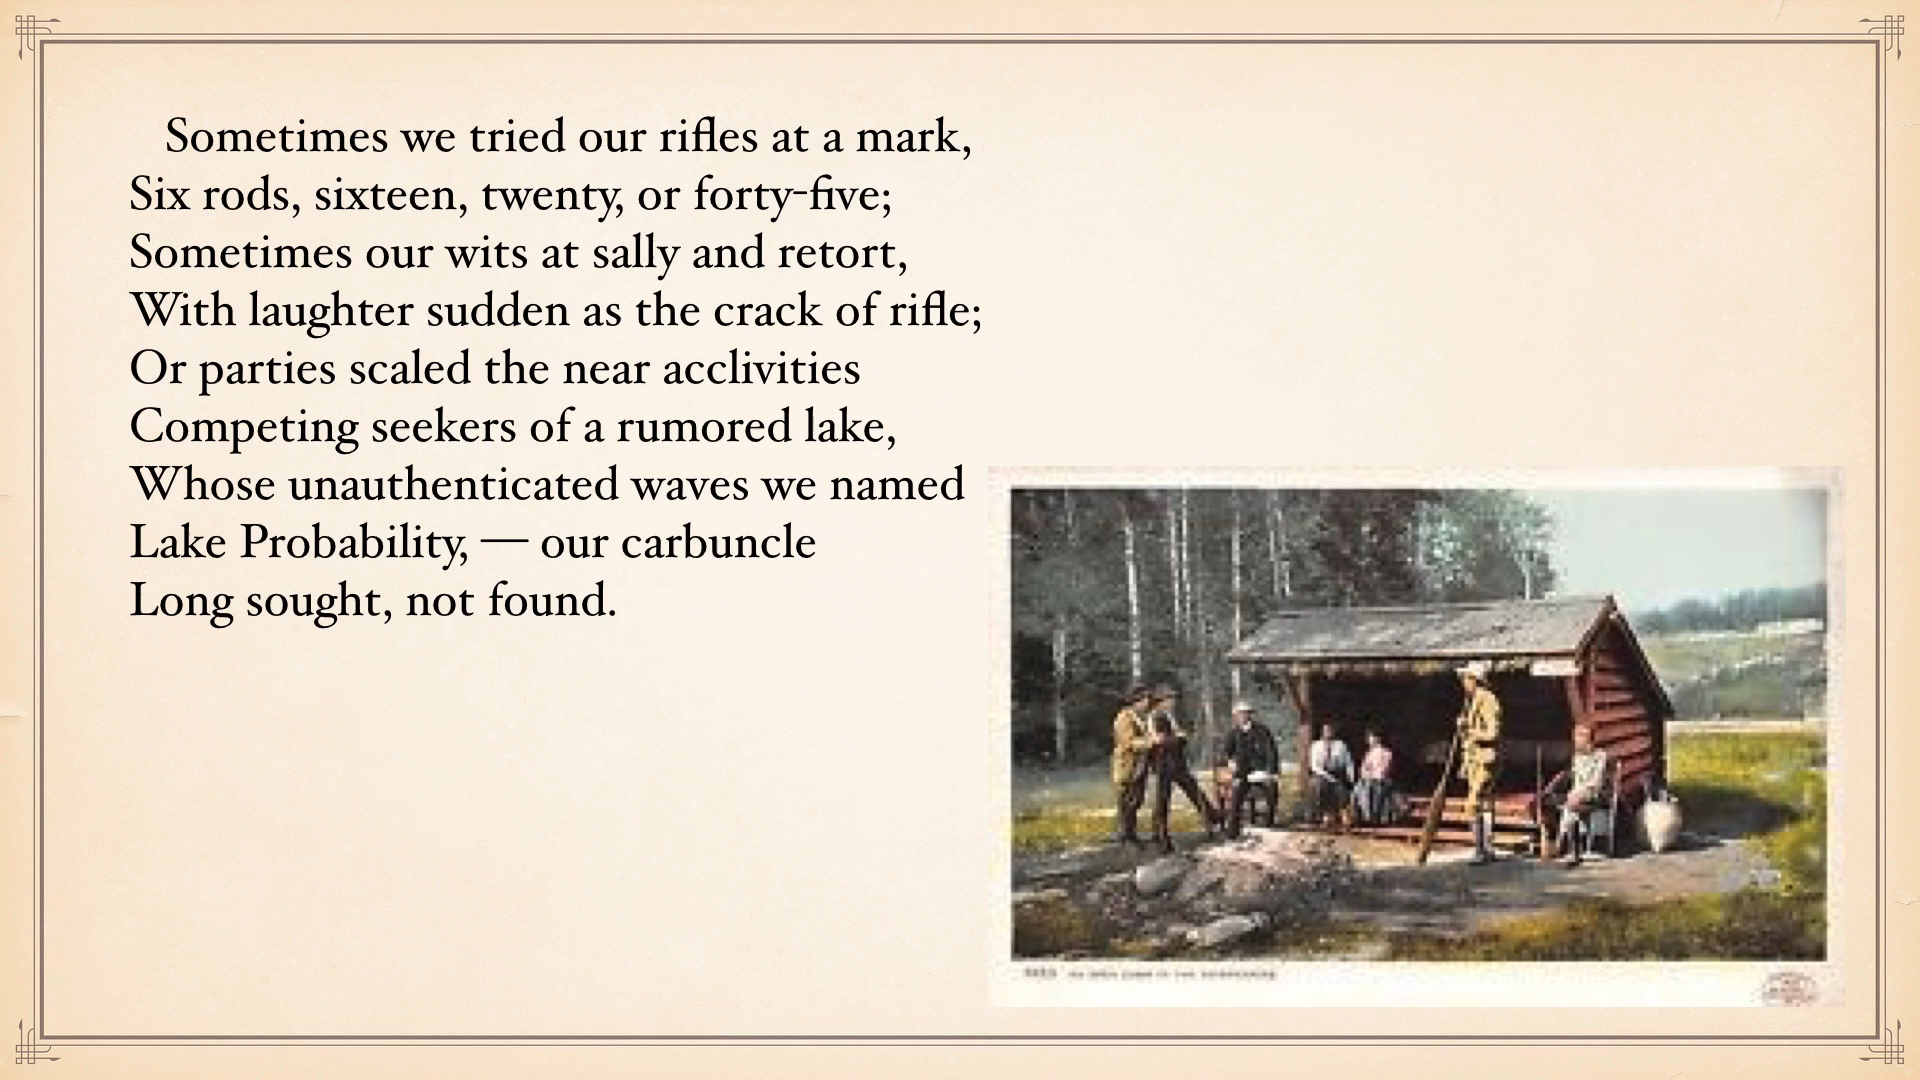 Sometimes we tried our rifles at a mark,
Six rods, sixteen, twenty, or forty-five;
Sometimes our wits at sally and retort,
With laughter sudden as the crack of rifle;
Or parties scaled the near acclivities
Competing seekers of a rumored lake,
Whose unauthenticated waves we named
Lake Probability, — our carbuncle
Long sought, not found.